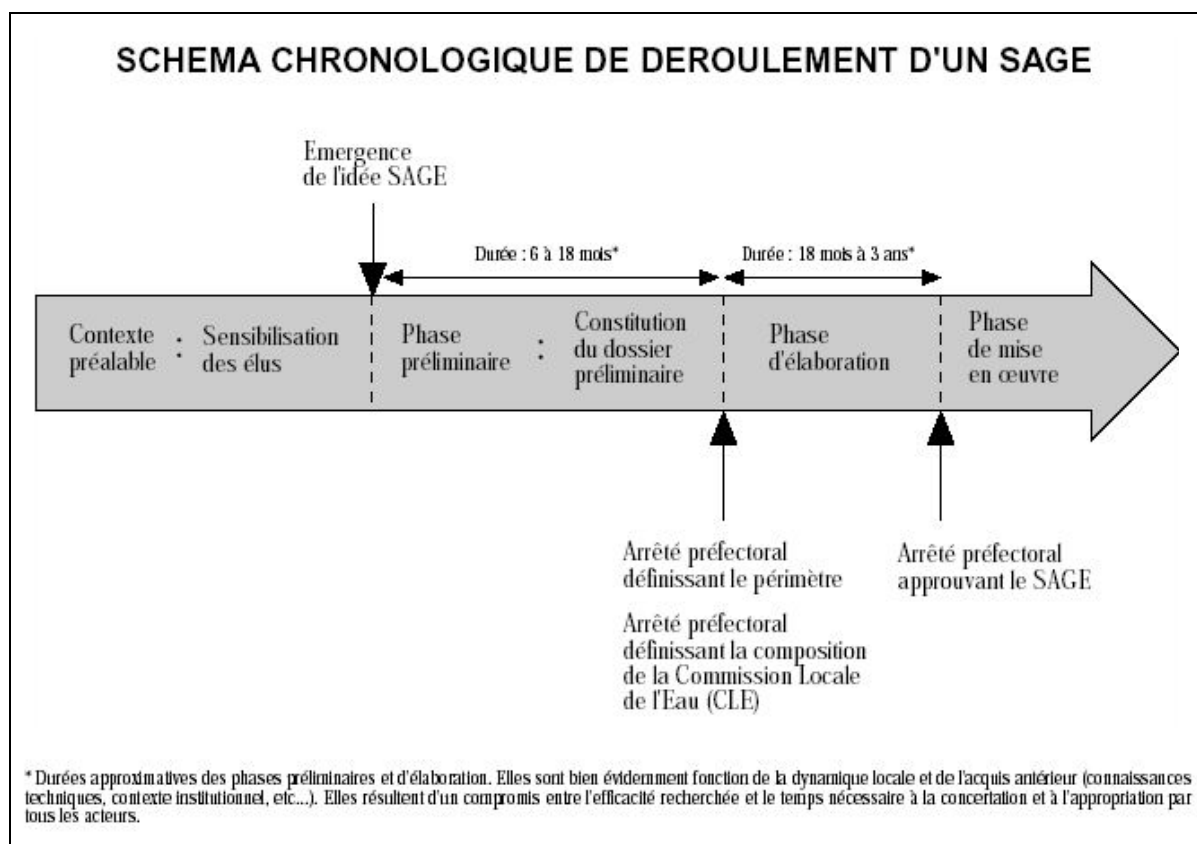 SCHEMA CHRONOLOGIQUE DE DEROULEMENT D'UN SAGE
Emergence
de l'idée SAGE
Durée : 6 à 18 mois*
Durée : 18 mois à 3 ans*
Contexte
préalable
:
Sensibilisation
des élus
Phase
préliminaire
:
Constitution
du dossier
préliminaire
Phase
d'élaboration
Phase
de mise
en œuvre
Arrêté préfectoral
définissant le périmètre
Arrêté préfectoral
définissant la composition
de la Commission Locale
de l'Eau (CLE)
Arrêté préfectoral
approuvant le SAGE
* Durées approximatives des phases préliminaires et d'élaboration. Elles sont bien évidemment fonction de la dynamique locale et de l'acquis antérieur (connaissances
techniques, contexte institutionnel, etc...). Elles résultent d'un compromis entre l'efficacité recherchée et le temps nécessaire à la concertation et à l'appropriation par
tous les acteurs.